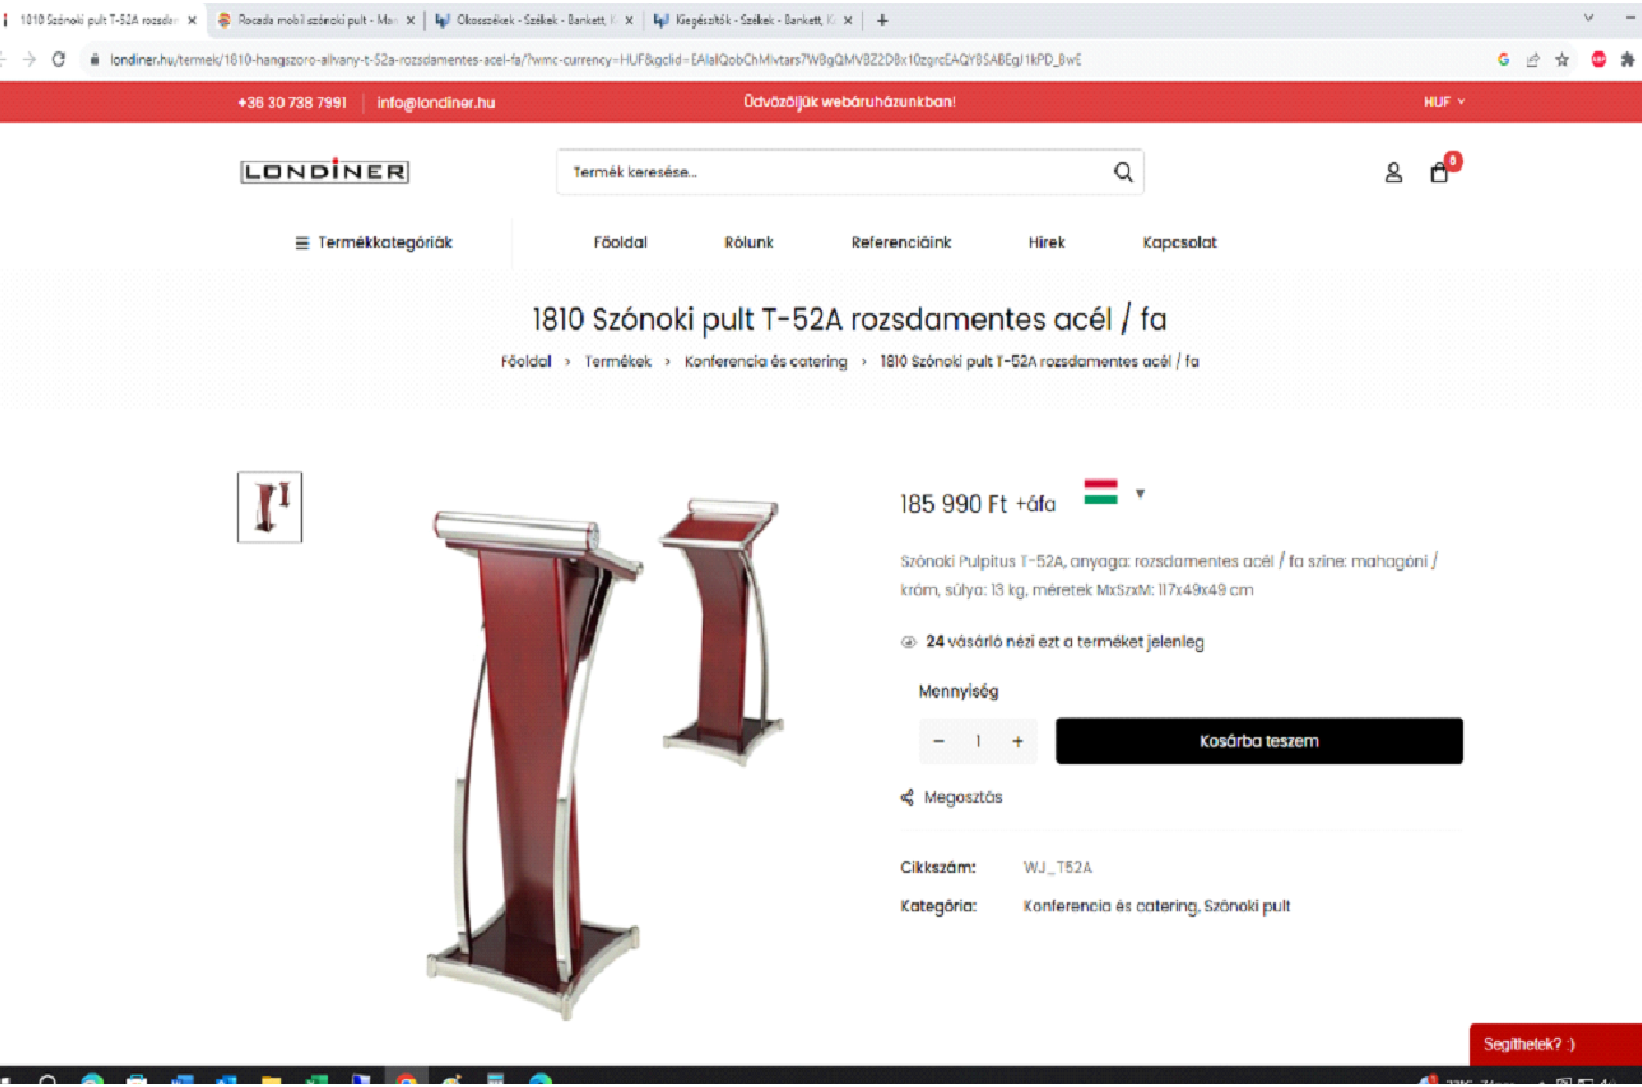 1810 Szónoki pult T-52A rozsda
Rocada mobil szónoki pult - Ma
Okosszékek - Székek - Bankett, K
Kiegészítők - Székek - Bankett, K
londiner.hu/termek/1810-hangszoro-allvany-t-52a-rozsdamentes-acel-fa/?wmc-currency=HUF&gclid=
+36 30 738 7991
info@londiner.hu
Üdvözöljük webáruházunkban!
HUF
LONDINER
Termék keresése...
0
Termékkategóriák
Főoldal
Rólunk
Referenciáink
Hírek
Kapcsolat
1810 Szónoki pult T-52A rozsdamentes acél / fa
Főoldal > Termékek > Konferencia és catering > 1810 Szónoki pult T-52A rozsdamentes acél / fa
185 990 Ft +áfa
Szónoki Pulpitus T-52A, anyaga: rozsdamentes acél / fa színe: mahagóni /
króm, súlya: 13 kg, méretek MxSzxM: 117x49x49 cm
24 vásárló nézi ezt a terméket jelenleg
Mennyiség
- 1 +
Kosárba teszem
Megosztás
Cikkszám: WJ_T52A
Kategória: Konferencia és catering, Szónoki pult
Segíthetek? :)